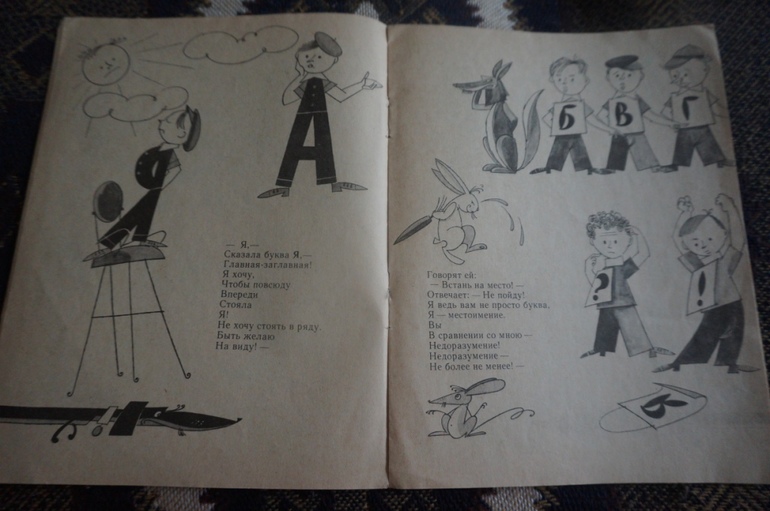 А
— Я,—
Сказала буква Я,—
Главная-заглавная!
Я хочу,
Чтобы повсюду
Впереди
Стояла
Я!
Не хочу стоять в ряду.
Быть желаю
На виду! —
Б В Г
Говорят ей:
— Встань на место! —
Отвечает: — Не пойду!
Я ведь вам не просто буква,
Я — местоимение.
Вы
В сравнении со мною —
Недоразумение!
Недоразумение —
Не более не менее! —
? !